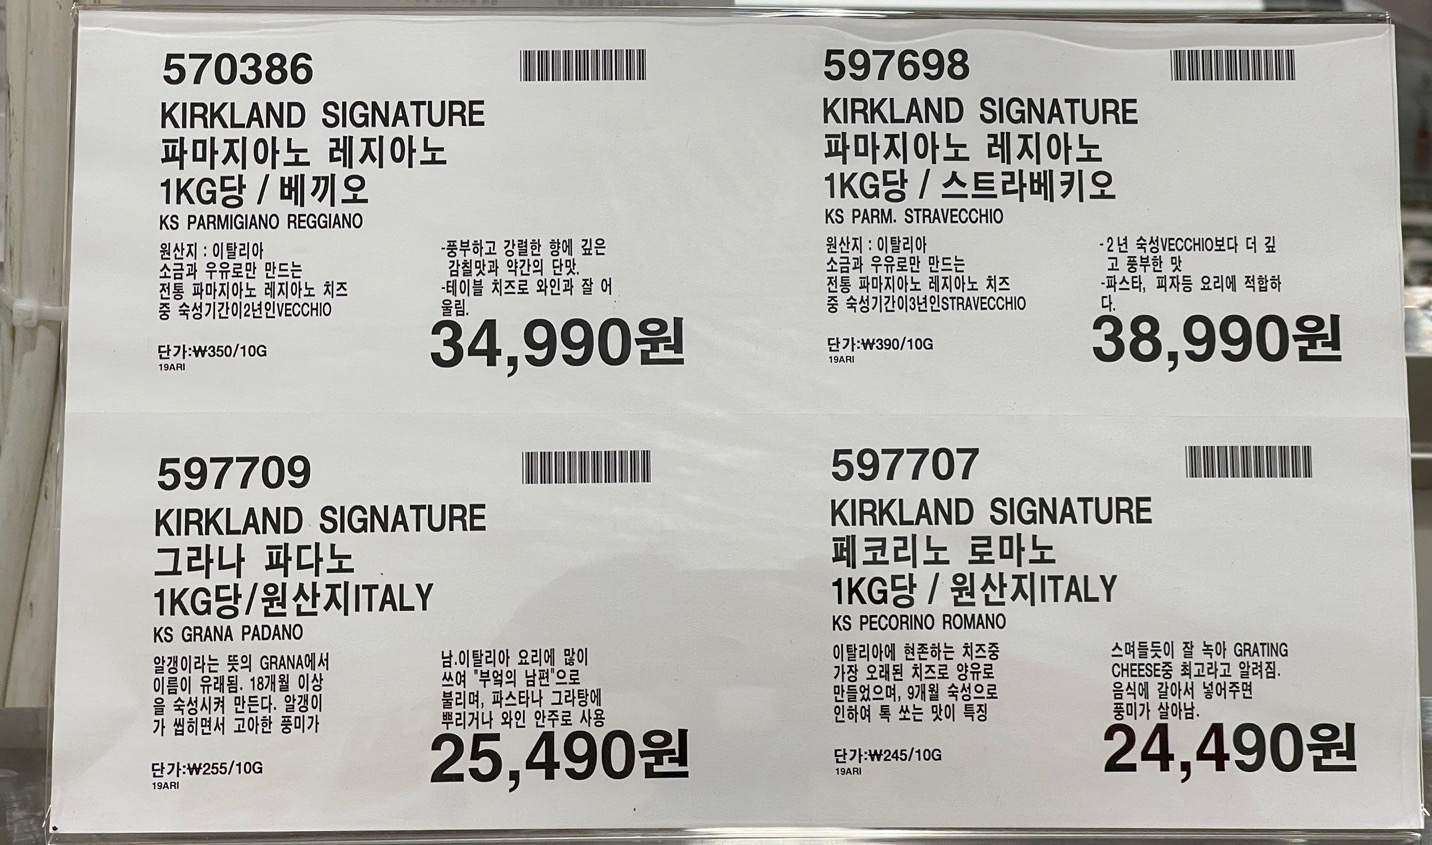 570386
KIRKLAND SIGNATURE
파마지아노 레지아노
1KG당 / 베끼오
KS PARMIGIANO REGGIANO
원산지 : 이탈리아
소금과 우유로만 만드는
전통 파마지아노 레지아노 치즈
중 숙성기간이2년인VECCHIO
-풍부하고 강렬한 향에 깊은
감칠맛과 약간의 단맛.
-테이블 치즈로 와인과 잘 어
울림.
34,990원
단가:₩350/10G
19ARI
597698
KIRKLAND SIGNATURE
파마지아노 레지아노
1KG당 / 스트라베키오
KS PARM. STRAVECCHIO
원산지 : 이탈리아
소금과 우유로만 만드는
전통 파마지아노 레지아노 치즈
중 숙성기간이3년인STRAVECCHIO
-2년 숙성VECCHIO보다 더 깊
고 풍부한 맛
-파스타, 피자등 요리에 적합하
다.
38,990원
단가:₩390/10G
19ARI
597709
KIRKLAND SIGNATURE
그라나 파다노
1KG당/원산지ITALY
KS GRANA PADANO
알갱이라는 뜻의 GRANA에서
이름이 유래됨. 18개월 이상
을 숙성시켜 만든다. 알갱이
가 씹히면서 고아한 풍미가
남.이탈리아 요리에 많이
쓰여 "부엌의 남편"으로
불리며, 파스타나 그라탕에
뿌리거나 와인 안주로 사용
25,490원
단가:₩255/10G
19ARI
597707
KIRKLAND SIGNATURE
페코리노 로마노
1KG당 / 원산지ITALY
KS PECORINO ROMANO
이탈리아에 현존하는 치즈중
가장 오래된 치즈로 양유로
만들었으며, 9개월 숙성으로
인하여 톡 쏘는 맛이 특징
스며들듯이 잘 녹아 GRATING
CHEESE중 최고라고 알려짐.
음식에 갈아서 넣어주면
풍미가 살아남.
24,490원
단가:₩245/10G
19ARI